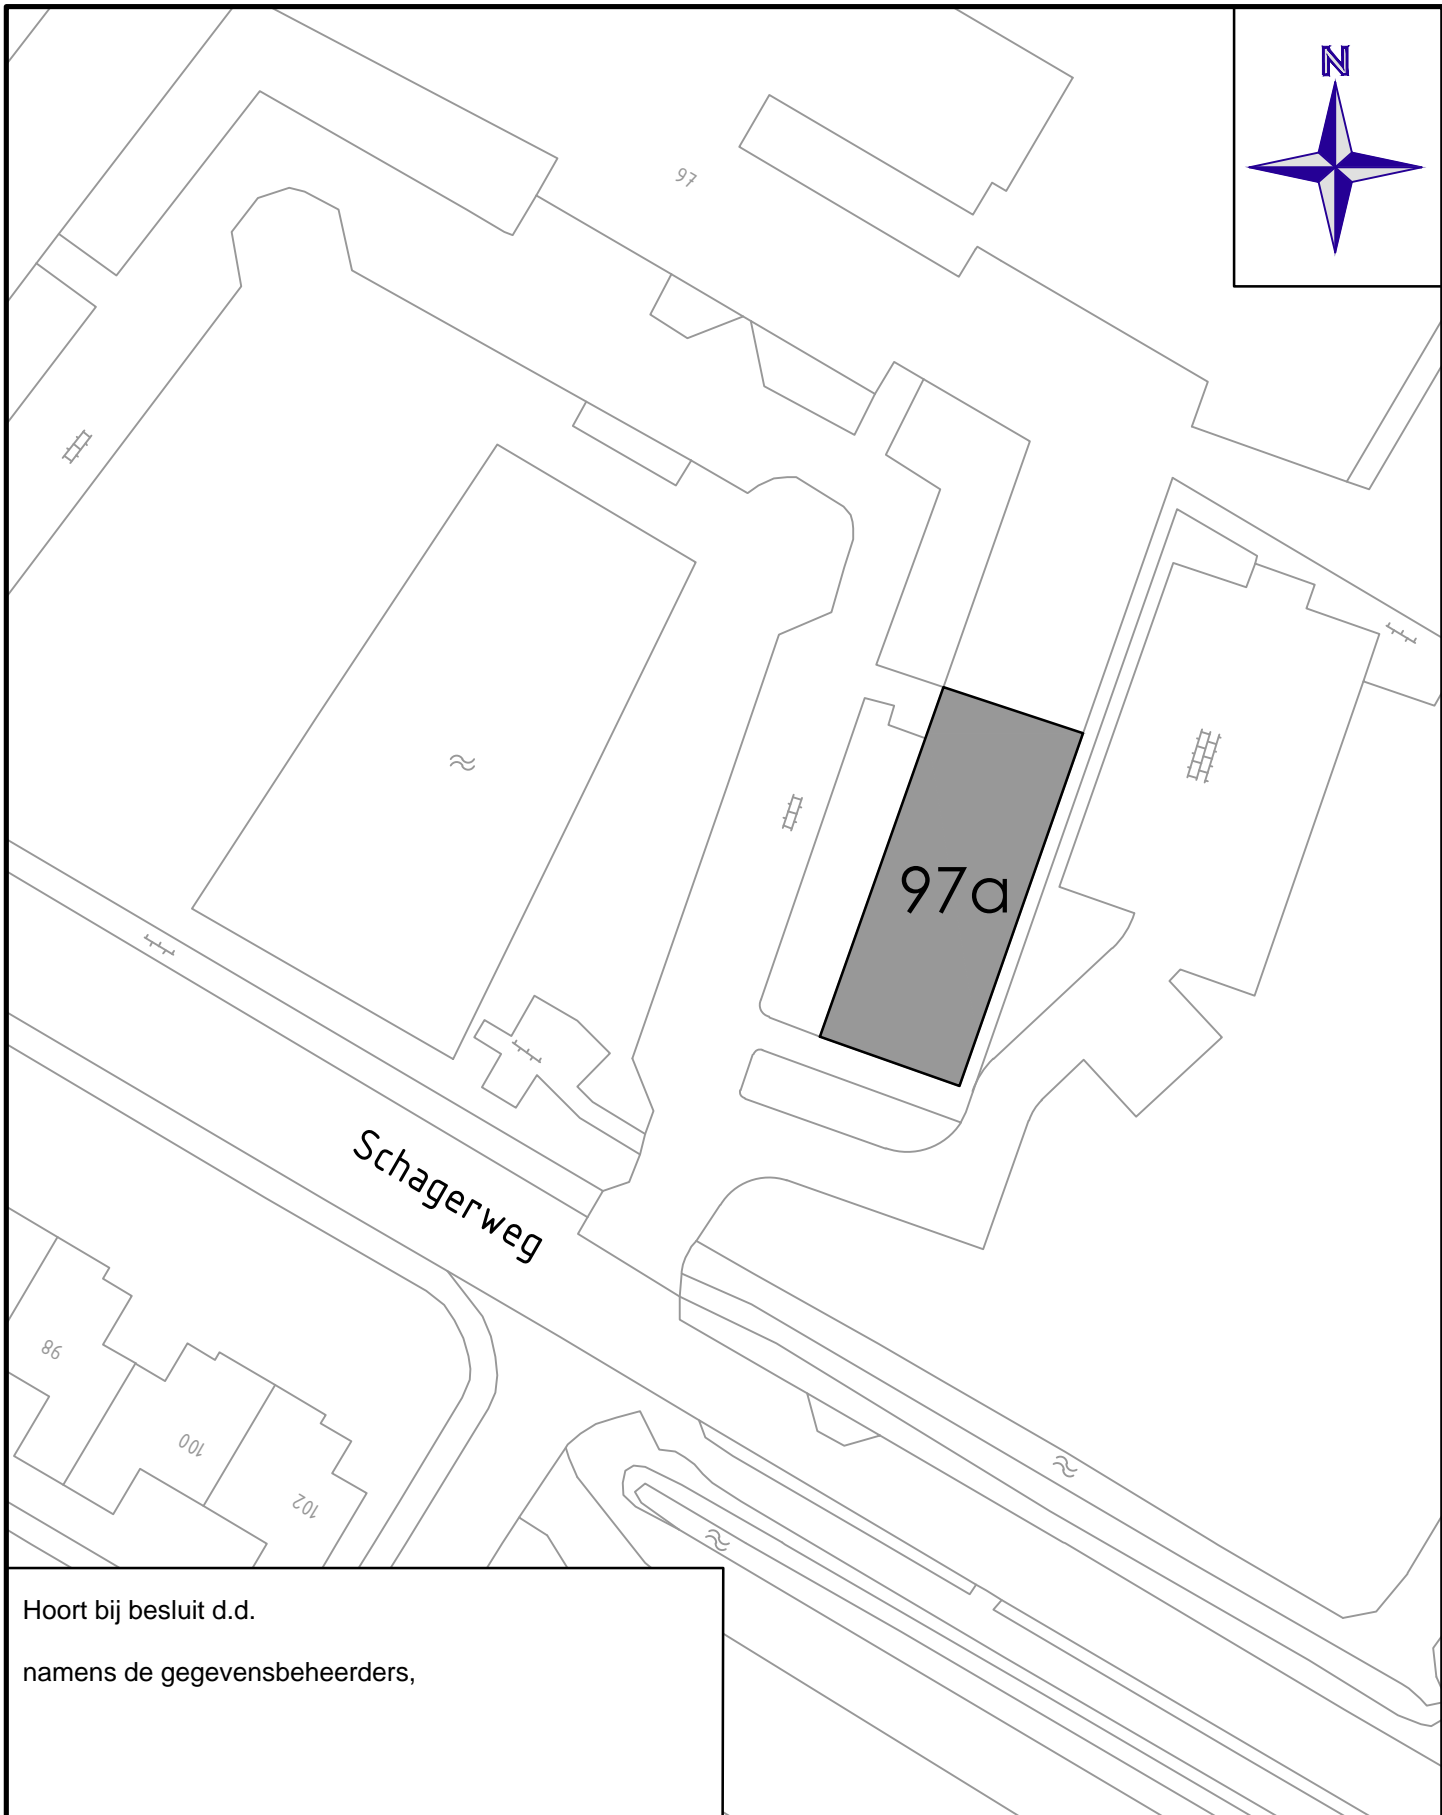 N
97
97a
Schagerweg
98
100
102
Hoort bij besluit d.d.
namens de gegevensbeheerders,